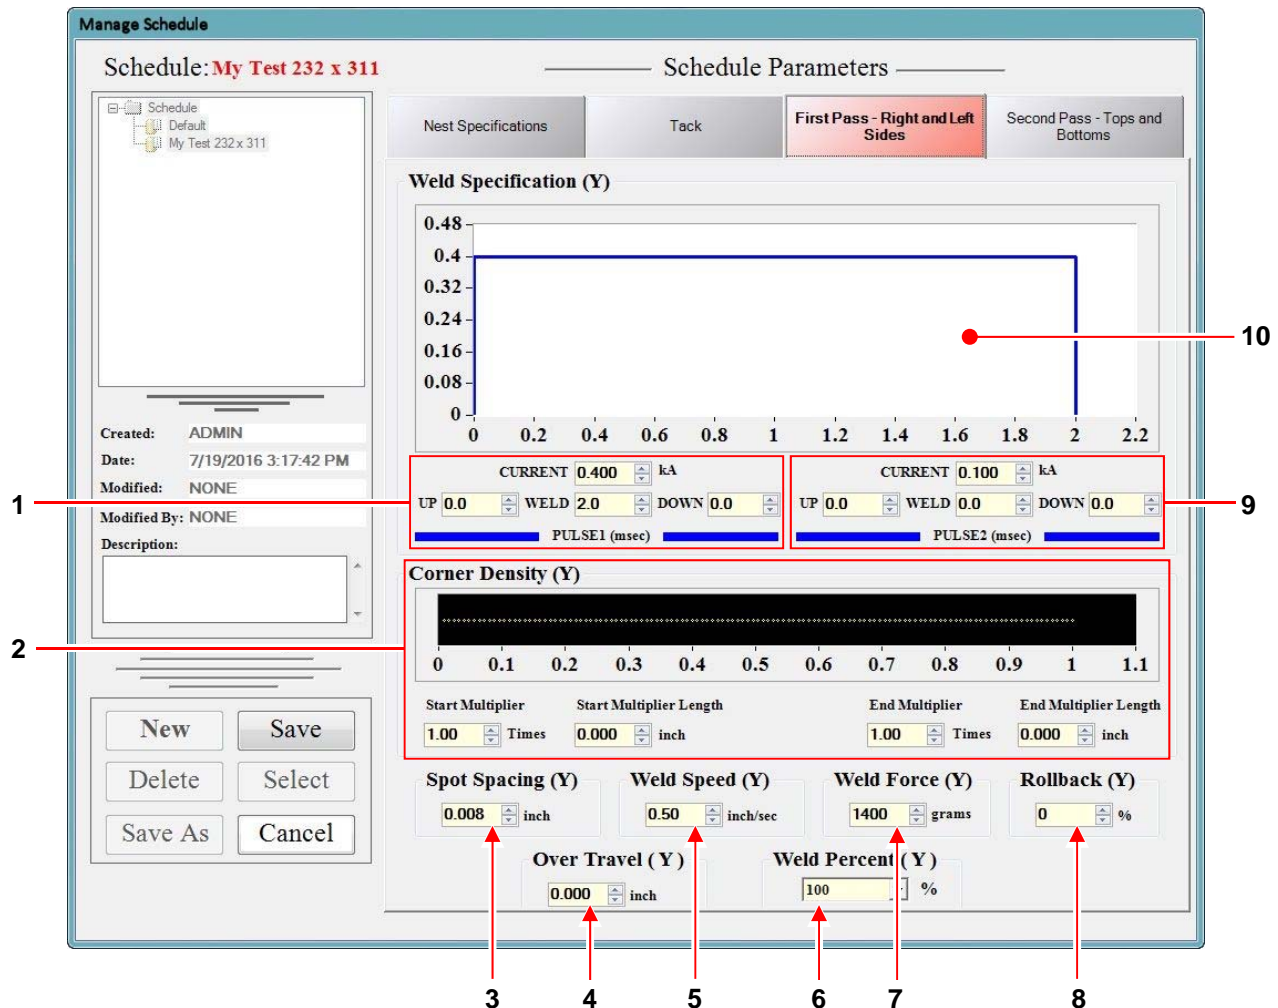 Manage Schedule
Schedule: My Test 232 x 311
Schedule Parameters
Schedule
Default
My Test 232 x 311
Nest Specifications
Tack
First Pass - Right and Left Sides
Second Pass - Tops and Bottoms
Weld Specification (Y)
0.48
0.4
0.32
0.24
0.16
0.08
0
0 0.2 0.4 0.6 0.8 1 1.2 1.4 1.6 1.8 2 2.2
10
Created: ADMIN
Date: 7/19/2016 3:17:42 PM
Modified: NONE
Modified By: NONE
Description:
1
CURRENT 0.400 kA
UP 0.0 WELD 2.0 DOWN 0.0
PULSE1 (msec)
CURRENT 0.100 kA
UP 0.0 WELD 0.0 DOWN 0.0
PULSE2 (msec)
9
2
Corner Density (Y)
0 0.1 0.2 0.3 0.4 0.5 0.6 0.7 0.8 0.9 1 1.1
Start Multiplier
1.00 Times
Start Multiplier Length
0.000 inch
End Multiplier
1.00 Times
End Multiplier Length
0.000 inch
New Save
Delete Select
Save As Cancel
Spot Spacing (Y)
0.008 inch
Weld Speed (Y)
0.50 inch/sec
Weld Force (Y)
1400 grams
Rollback (Y)
0 %
Over Travel ( Y )
0.000 inch
Weld Percent ( Y )
100 %
3 4 5 6 7 8